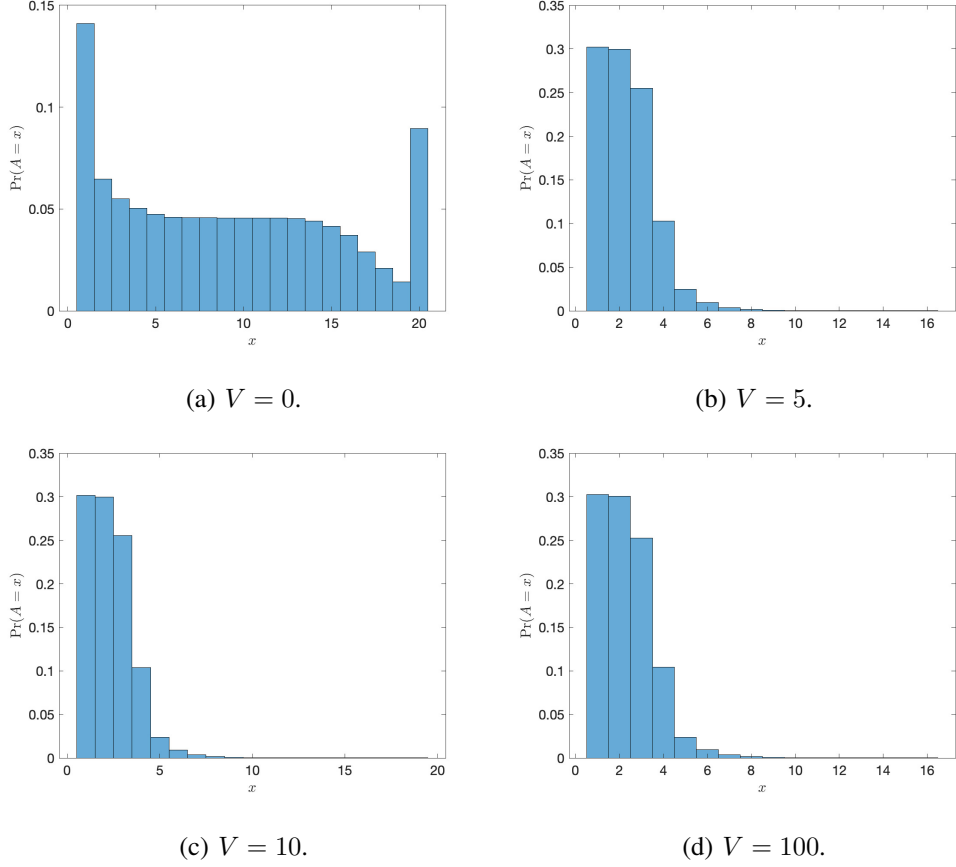 0.15
0.1
0.05
0
Pr(A = x)
0 5 10 15 20
x
(a) V = 0.
0.35
0.3
0.25
0.2
0.15
0.1
0.05
0
Pr(A = x)
0 2 4 6 8 10 12 14 16
x
(b) V = 5.
0.35
0.3
0.25
0.2
0.15
0.1
0.05
0
Pr(A = x)
0 5 10 15 20
x
(c) V = 10.
0.35
0.3
0.25
0.2
0.15
0.1
0.05
0
Pr(A = x)
0 2 4 6 8 10 12 14 16
x
(d) V = 100.